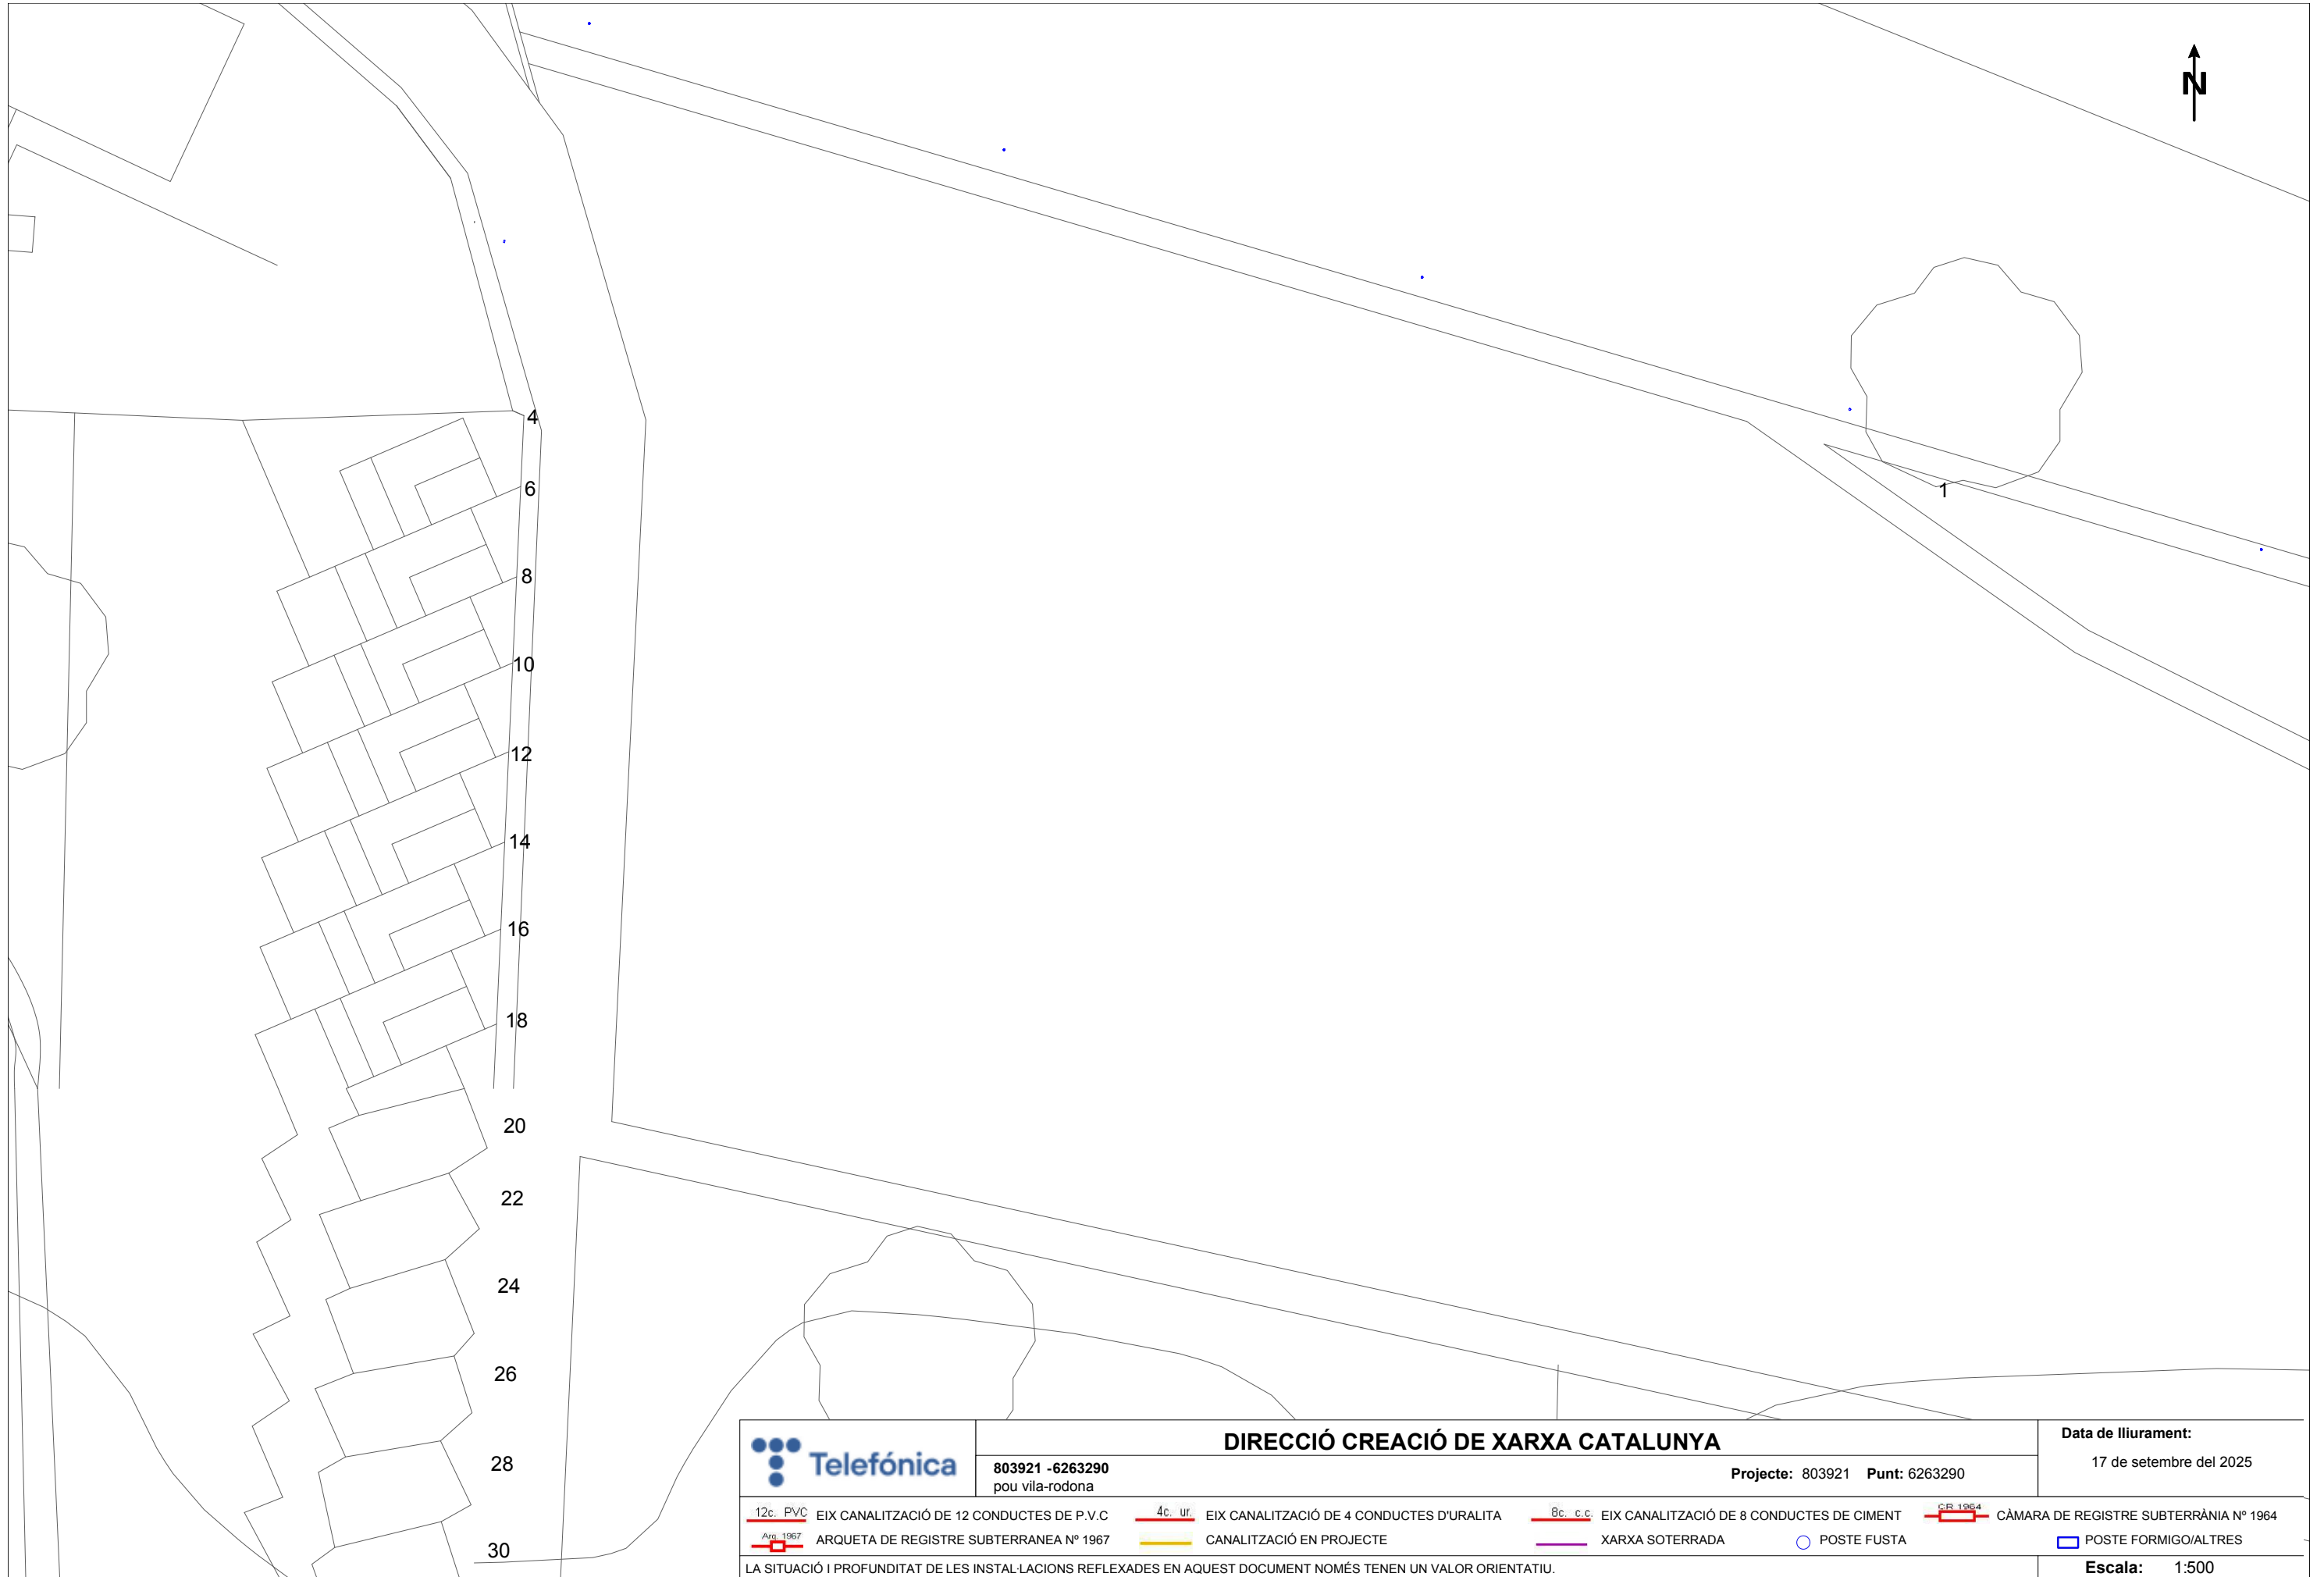 N
4
6
1
8
10
12
14
16
18
20
22
24
26
28
30
Telefónica
DIRECCIÓ CREACIÓ DE XARXA CATALUNYA
803921 -6263290
pou vila-rodona
Projecte: 803921 Punt: 6263290
Data de lliurament:
17 de setembre del 2025
12c. PVC EIX CANALITZACIÓ DE 12 CONDUCTES DE P.V.C 4c. ur. EIX CANALITZACIÓ DE 4 CONDUCTES D'URALITA 8c. c.c. EIX CANALITZACIÓ DE 8 CONDUCTES DE CIMENT C.R. 1964 CÀMARA DE REGISTRE SUBTERRÀNIA Nº 1964
Arq. 1967 ARQUETA DE REGISTRE SUBTERRANEA Nº 1967 CANALITZACIÓ EN PROJECTE XARXA SOTERRADA POSTE FUSTA POSTE FORMIGO/ALTRES
LA SITUACIÓ I PROFUNDITAT DE LES INSTAL·LACIONS REFLEXADES EN AQUEST DOCUMENT NOMÉS TENEN UN VALOR ORIENTATIU.
Escala: 1:500